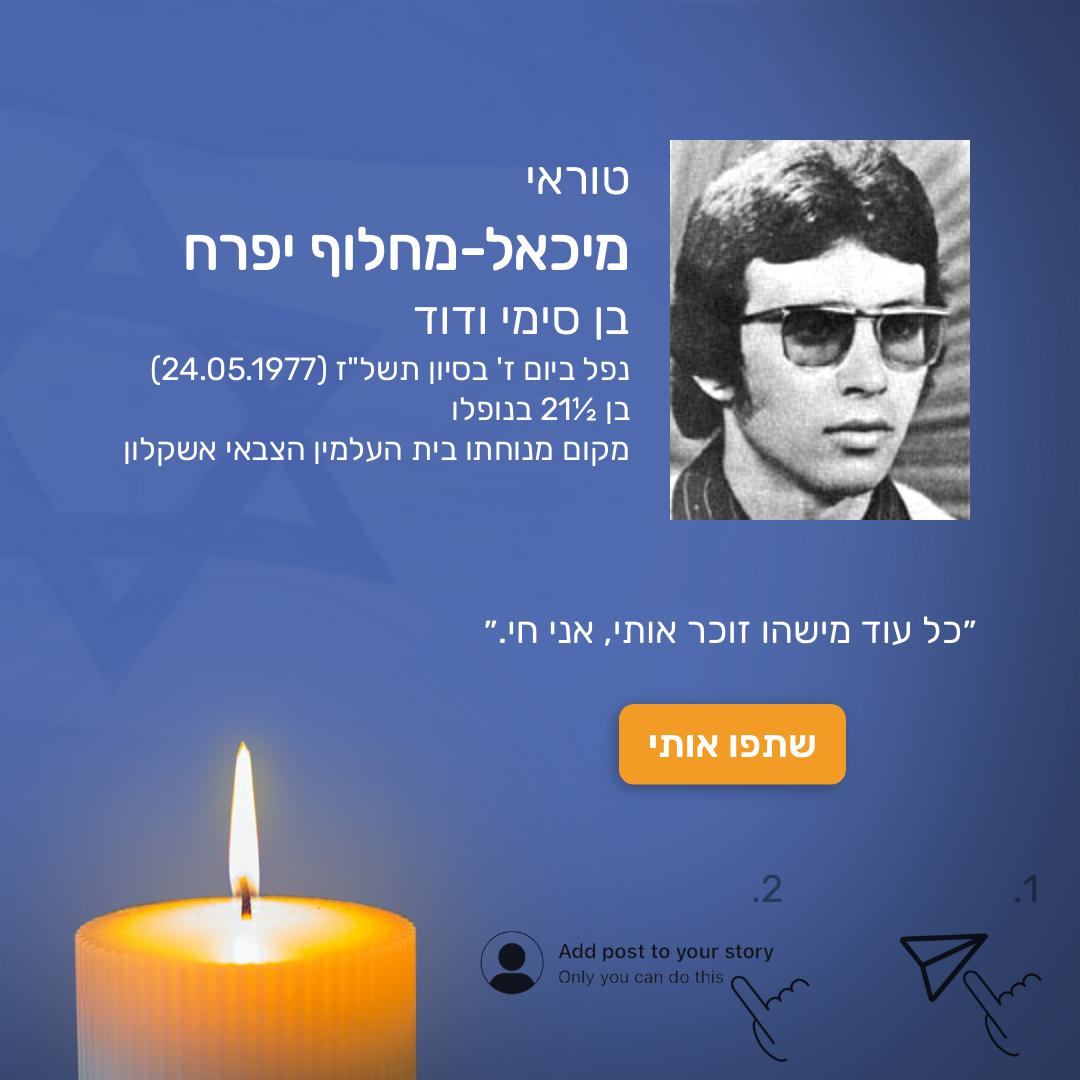 טוראי
מיכאל-מחלוף יפרח
בן סימי ודוד
נפל ביום ז' בסיון תשל"ז (24.05.1977)
בן 21½ בנופלו
מקום מנוחתו בית העלמין הצבאי אשקלון
״כל עוד מישהו זוכר אותי, אני חי.״
שתפו אותי
1.
2.
Add post to your story
Only you can do this